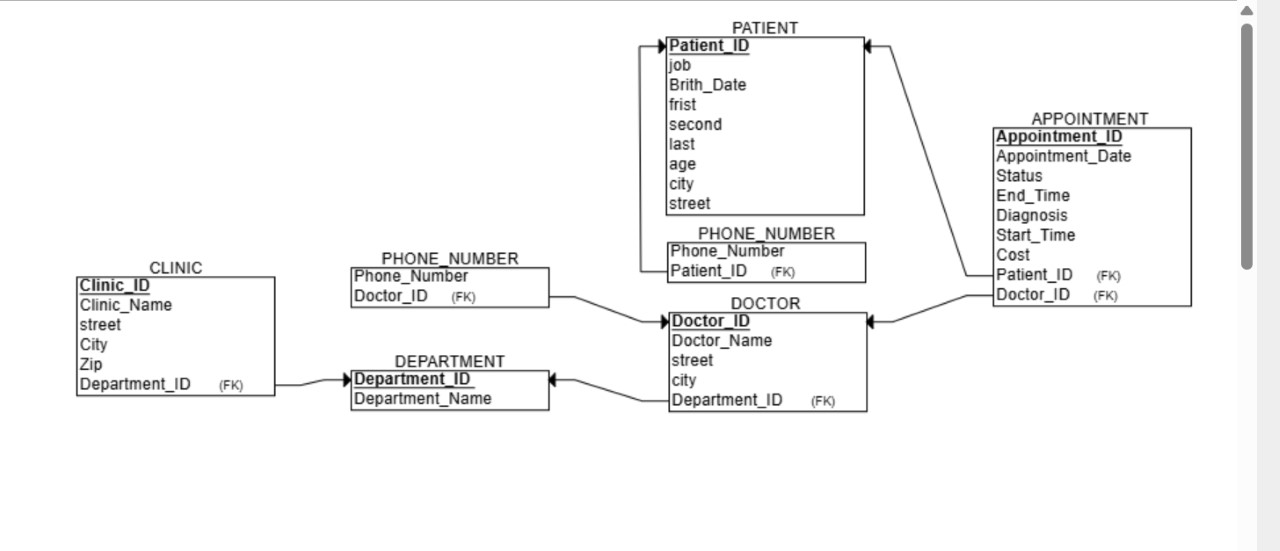 PATIENT
Patient_ID
job
Brith_Date
frist
second
last
age
city
street
APPOINTMENT
Appointment_ID
Appointment_Date
Status
End_Time
Diagnosis
Start_Time
Cost
Patient_ID (FK)
Doctor_ID (FK)
PHONE_NUMBER
Phone_Number
Patient_ID (FK)
CLINIC
Clinic_ID
Clinic_Name
street
City
Zip
Department_ID (FK)
PHONE_NUMBER
Phone_Number
Doctor_ID (FK)
DOCTOR
Doctor_ID
Doctor_Name
street
city
Department_ID (FK)
DEPARTMENT
Department_ID
Department_Name